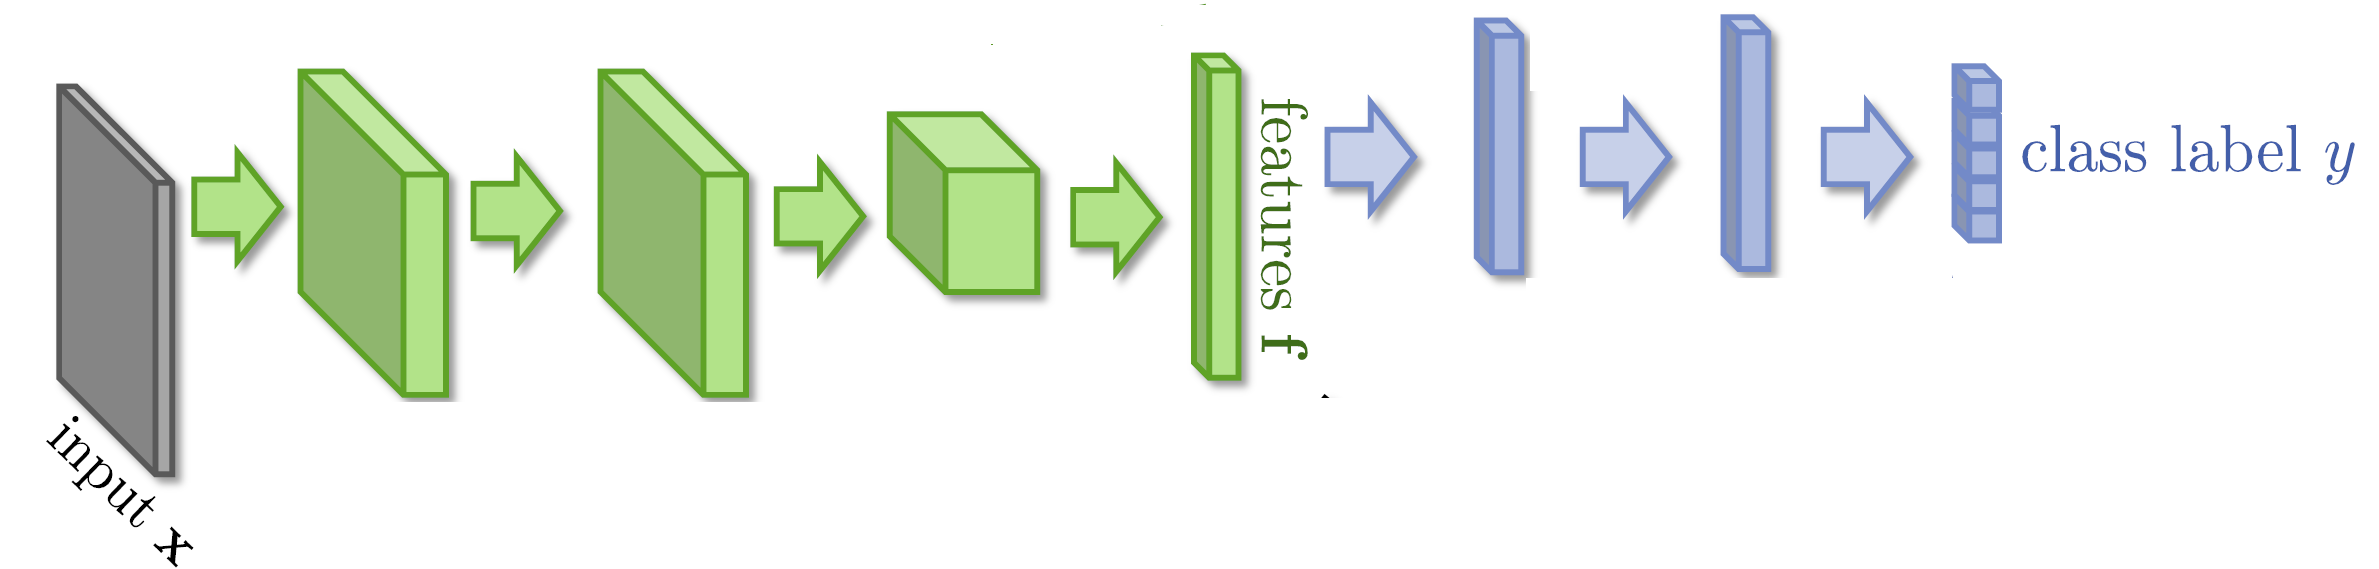 input x
features f
class label y